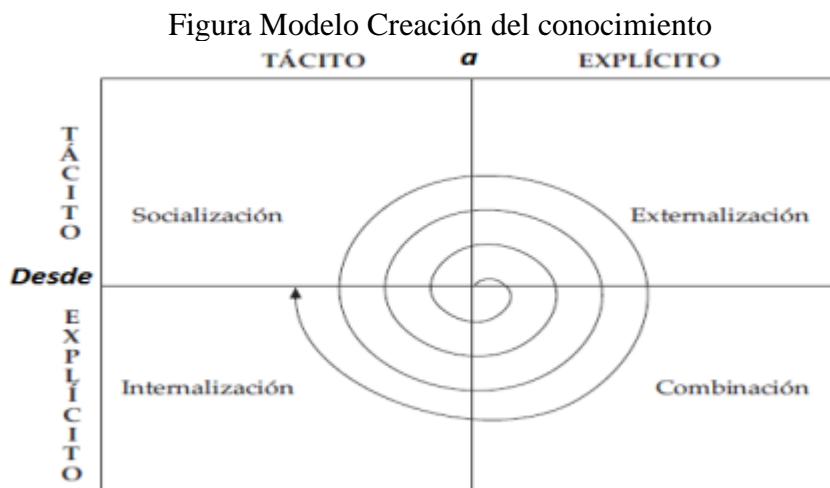 Figura Modelo Creación del conocimiento
TÁCITO a EXPLÍCITO
TÁCITO
Socialización Externalización
Desde
EXPLÍCITO
Internalización Combinación